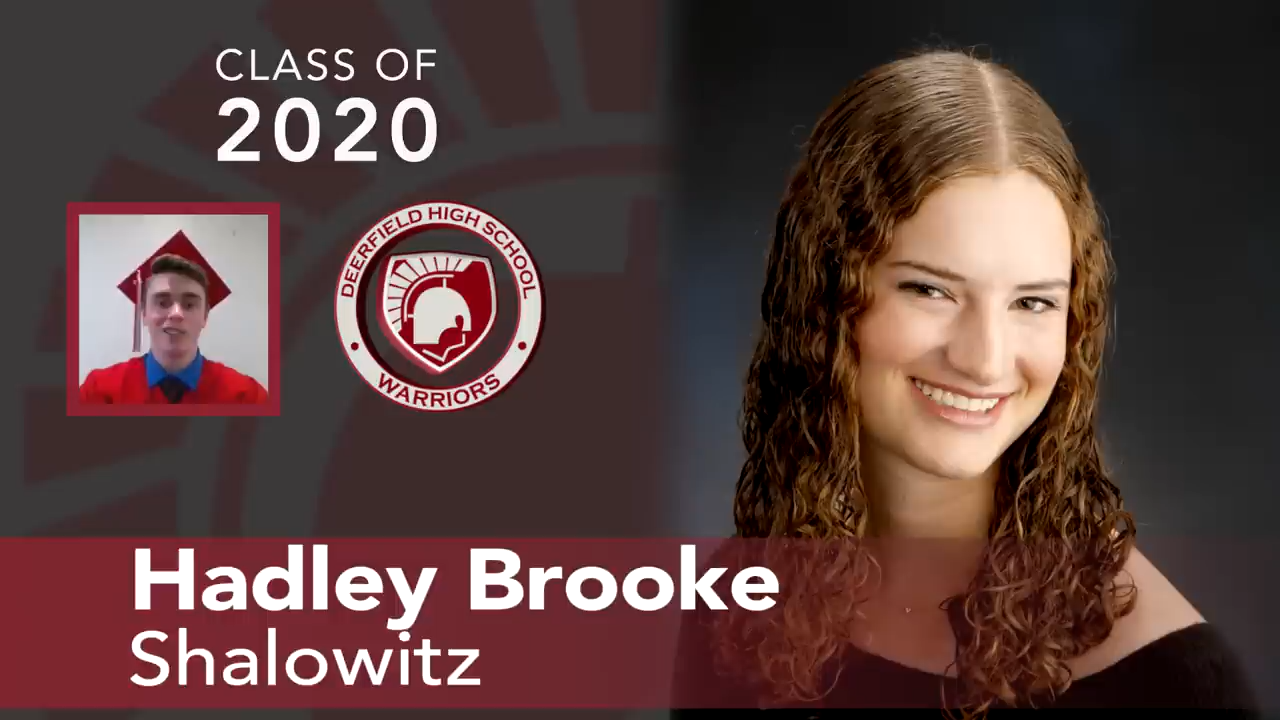 CLASS OF
2020
DEERFIELD HIGH SCHOOL
WARRIORS
Hadley Brooke
Shalowitz